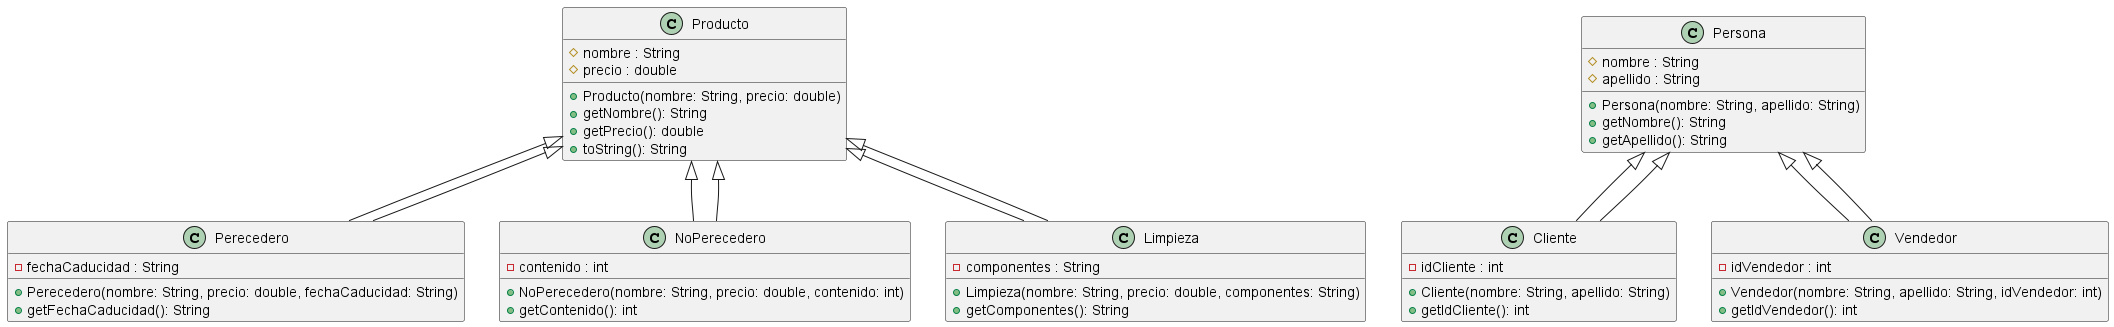 C Producto
nombre : String
precio : double
Producto(nombre: String, precio: double)
getNombre(): String
getPrecio(): double
toString(): String
C Persona
nombre : String
apellido : String
Persona(nombre: String, apellido: String)
getNombre(): String
getApellido(): String
C Perecedero
fechaCaducidad : String
Perecedero(nombre: String, precio: double, fechaCaducidad: String)
getFechaCaducidad(): String
C NoPerecedero
contenido : int
NoPerecedero(nombre: String, precio: double, contenido: int)
getContenido(): int
C Limpieza
componentes : String
Limpieza(nombre: String, precio: double, componentes: String)
getComponentes(): String
C Cliente
idCliente : int
Cliente(nombre: String, apellido: String)
getIdCliente(): int
C Vendedor
idVendedor : int
Vendedor(nombre: String, apellido: String, idVendedor: int)
getIdVendedor(): int